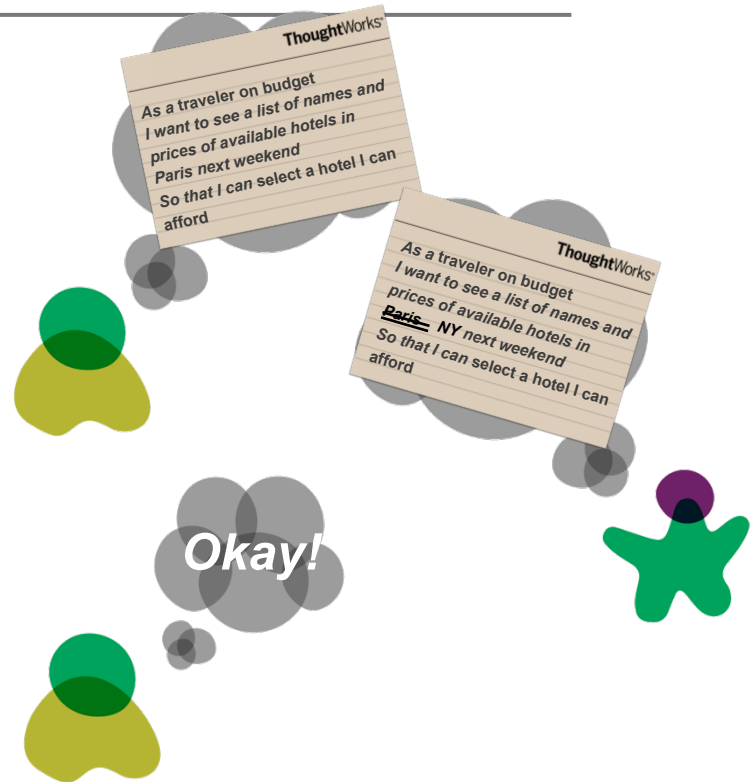 ThoughtWorks®
As a traveler on budget
I want to see a list of names and
prices of available hotels in
Paris next weekend
So that I can select a hotel I can
afford
ThoughtWorks®
As a traveler on budget
I want to see a list of names and
prices of available hotels in
Paris NY next weekend
So that I can select a hotel I can
afford
Okay!